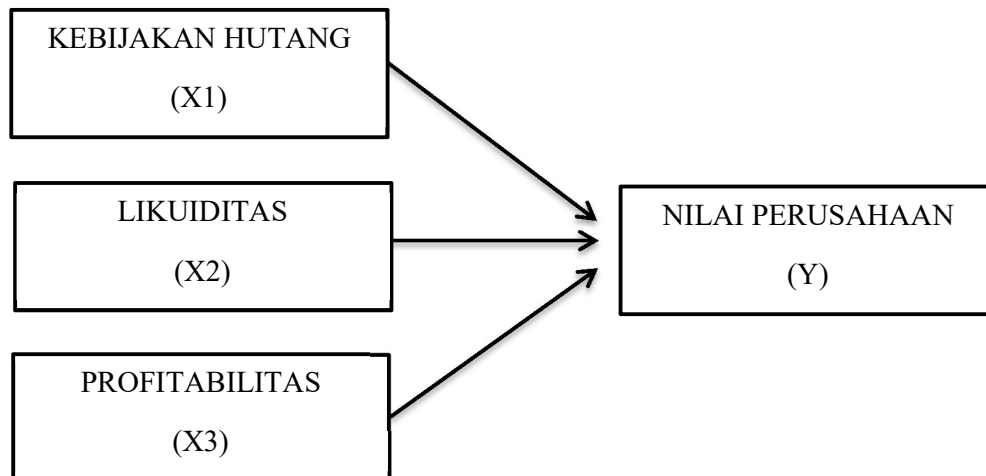 KEBIJAKAN HUTANG
(X1)
LIKUIDITAS
(X2)
PROFITABILITAS
(X3)
NILAI PERUSAHAAN
(Y)